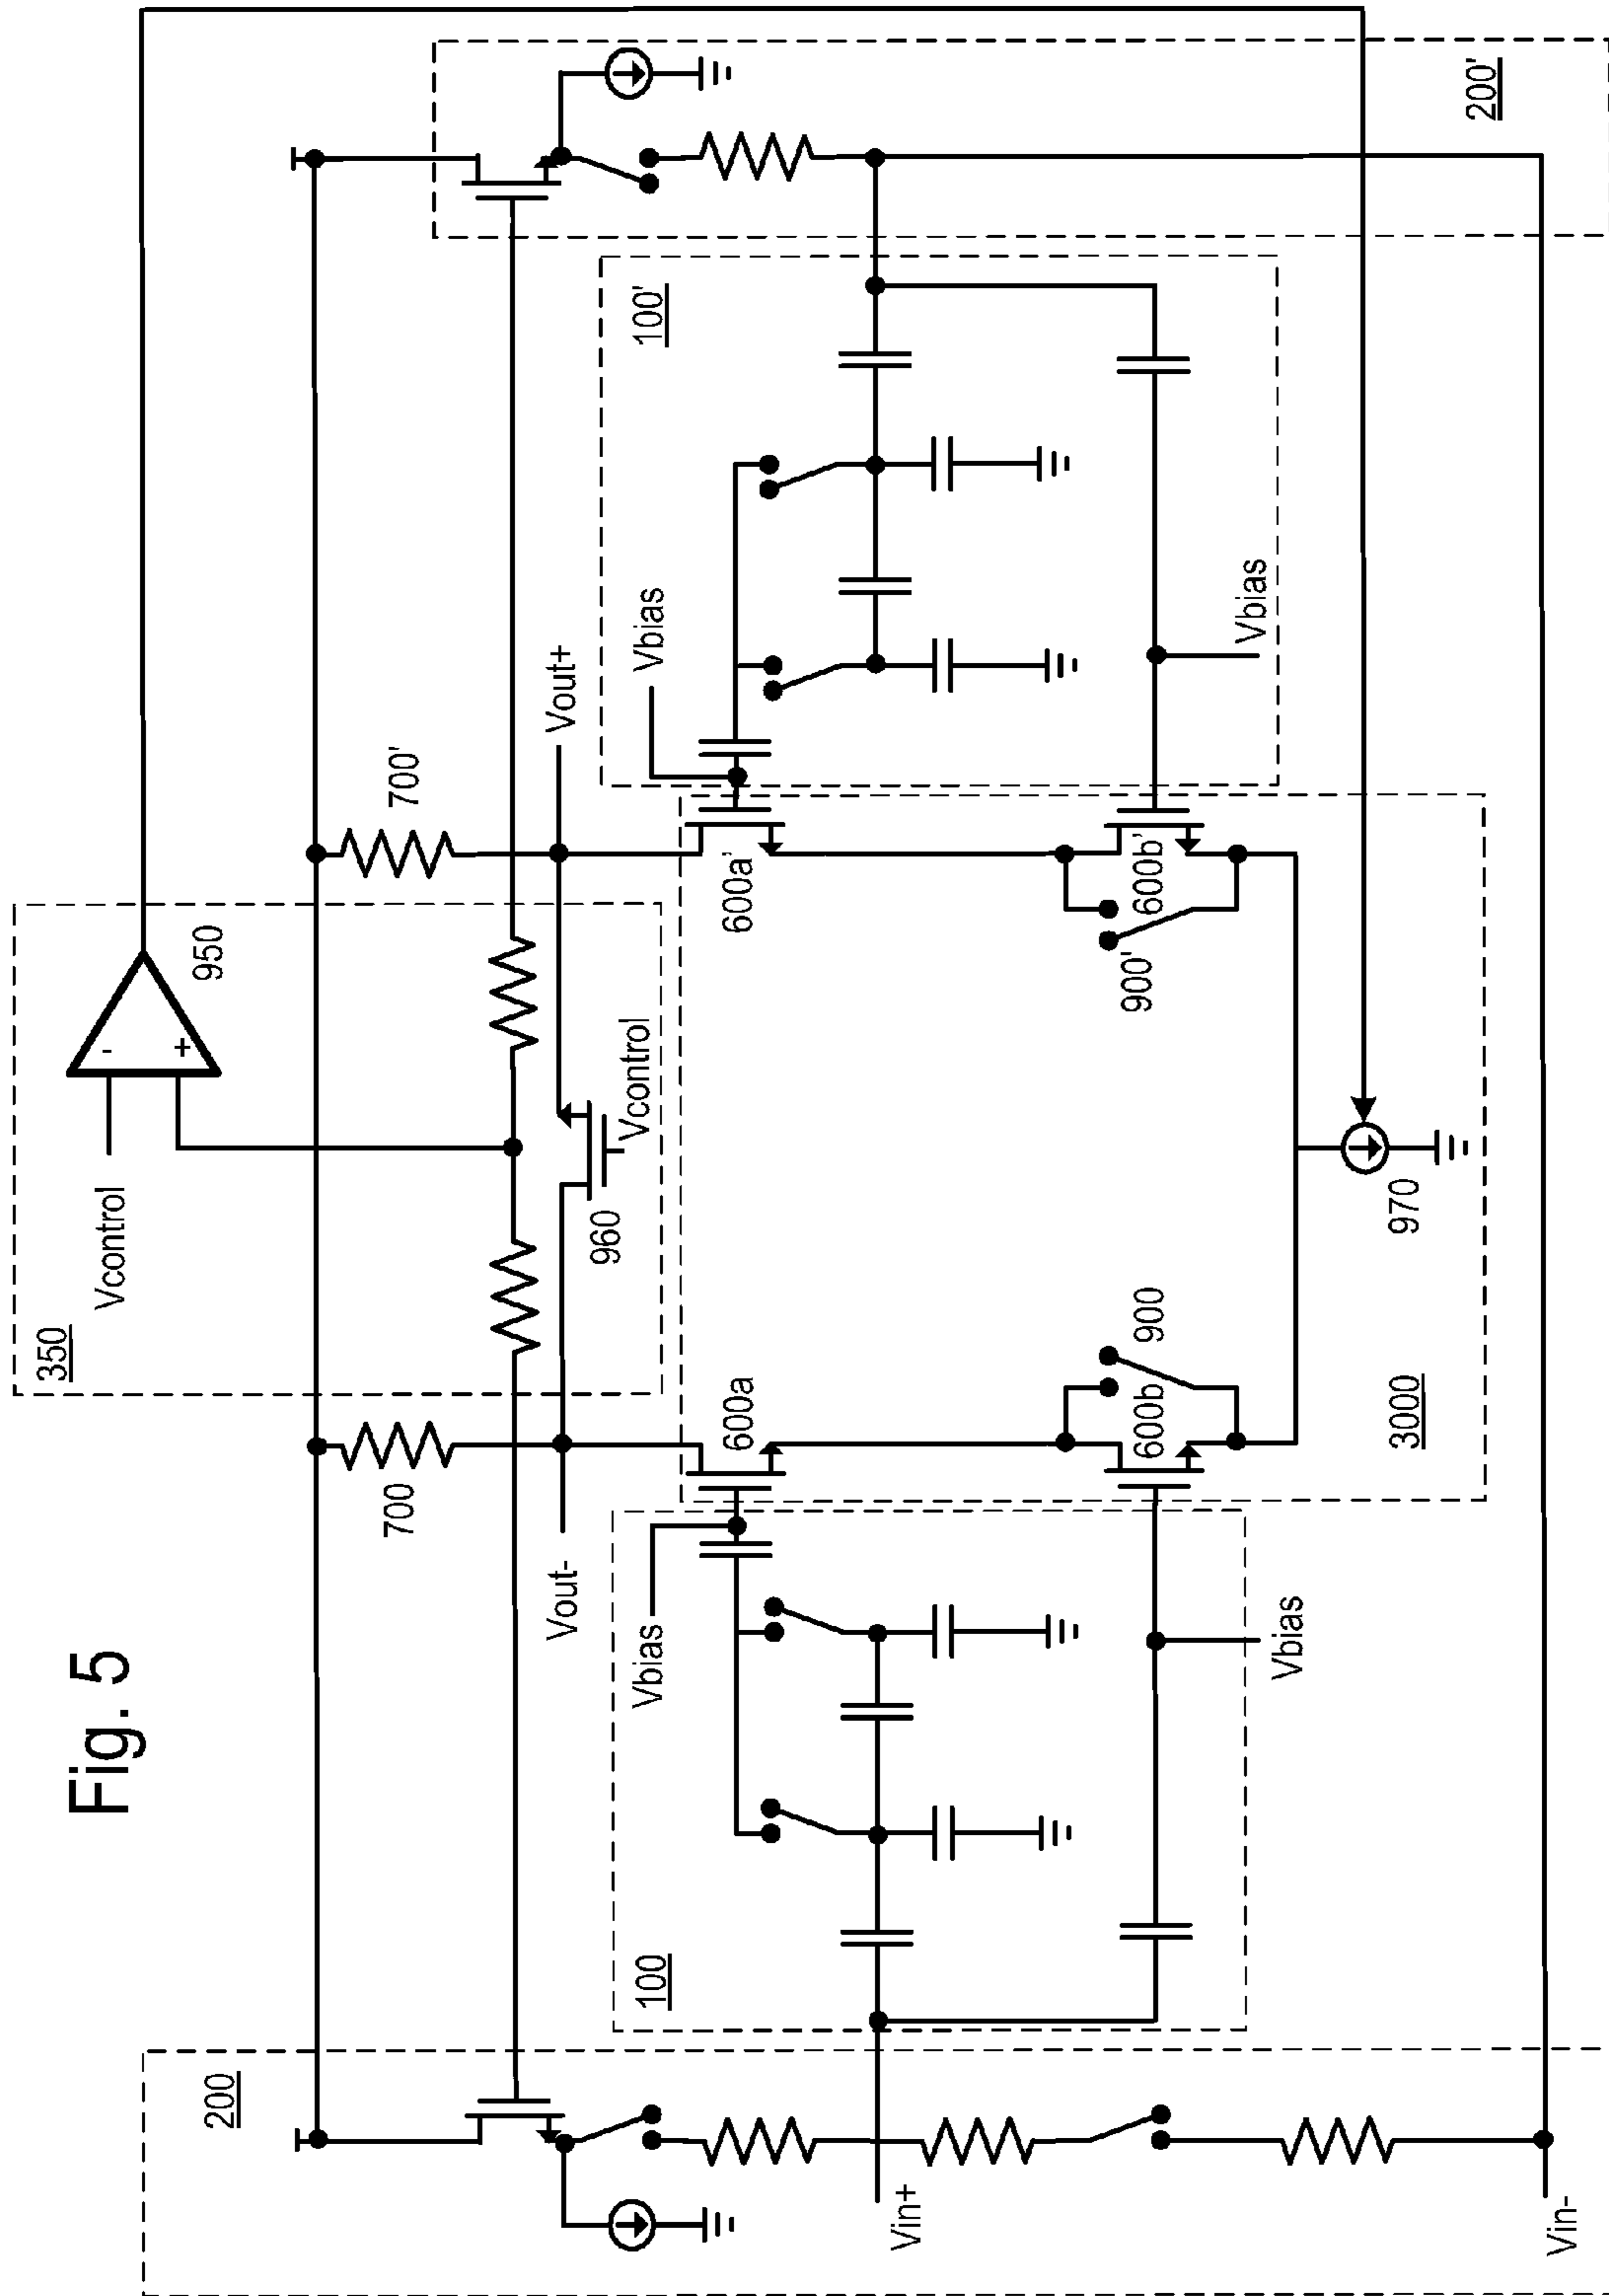 Fig. 5
200
Vin+
Vin-
100
Vbias
Vbias
Vout-
700
350
Vcontrol
-
+
950
960
Vcontrol
700'
Vout+
600a
600b
900
3000
970
600a'
600b'
900'
Vbias
Vbias
100'
200'